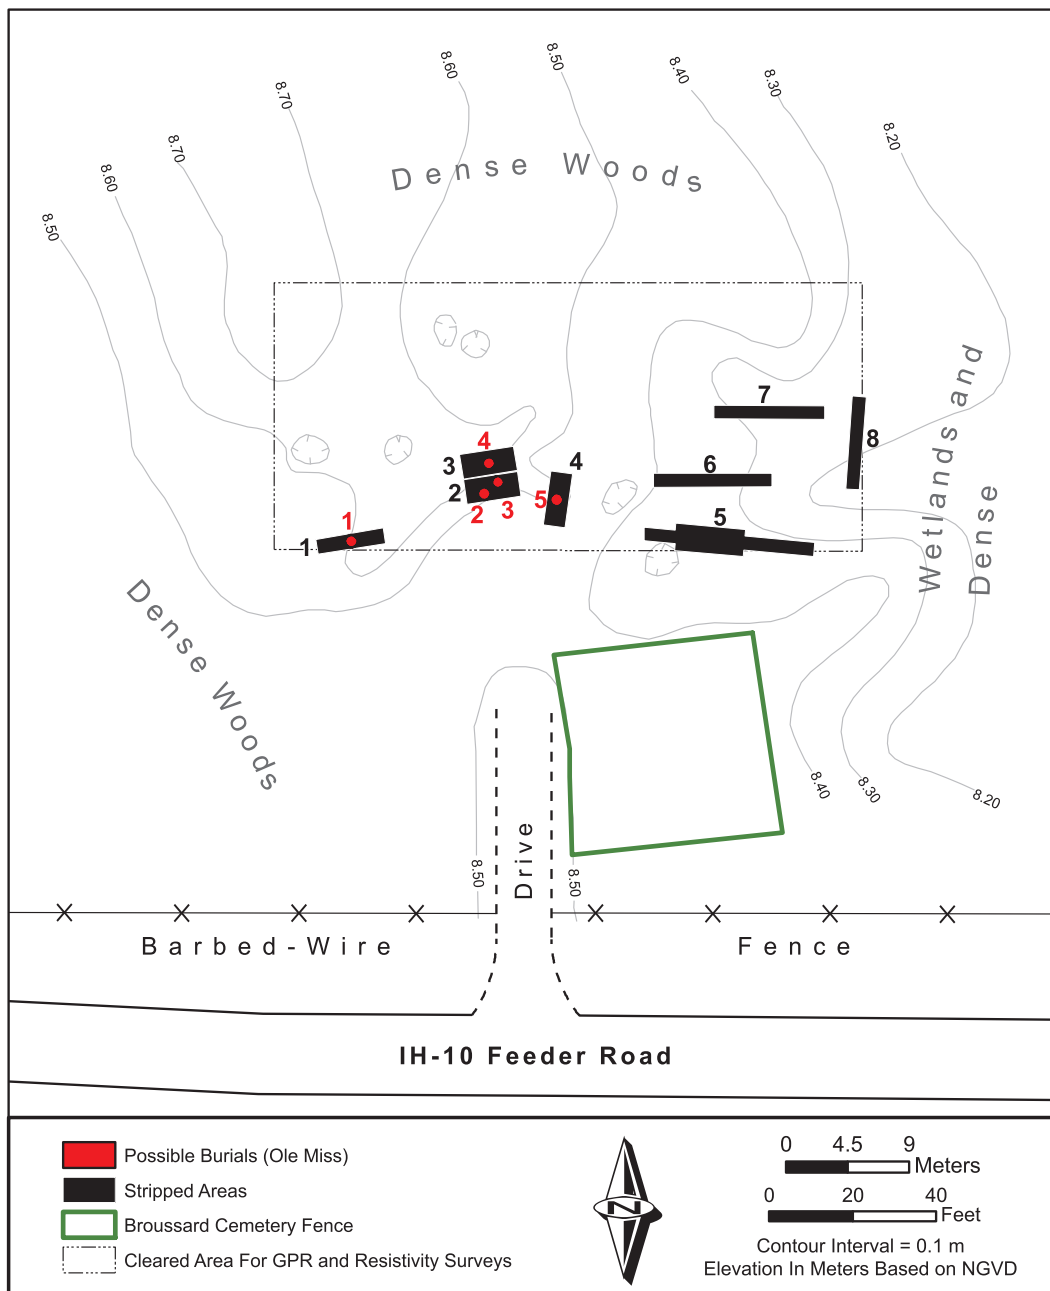 8.60
8.50
8.40
8.30
8.70
8.20
8.70
8.60
8.50
Dense Woods
Wetlands and
Dense
7
8
4
3
4
6
2
2
3
5
5
1
1
Dense Woods
8.40
8.30
8.20
8.50
8.50
Drive
Barbed-Wire Fence
IH-10 Feeder Road
Possible Burials (Ole Miss)
Stripped Areas
Broussard Cemetery Fence
Cleared Area For GPR and Resistivity Surveys
N
0 4.5 9
Meters
0 20 40
Feet
Contour Interval = 0.1 m
Elevation In Meters Based on NGVD